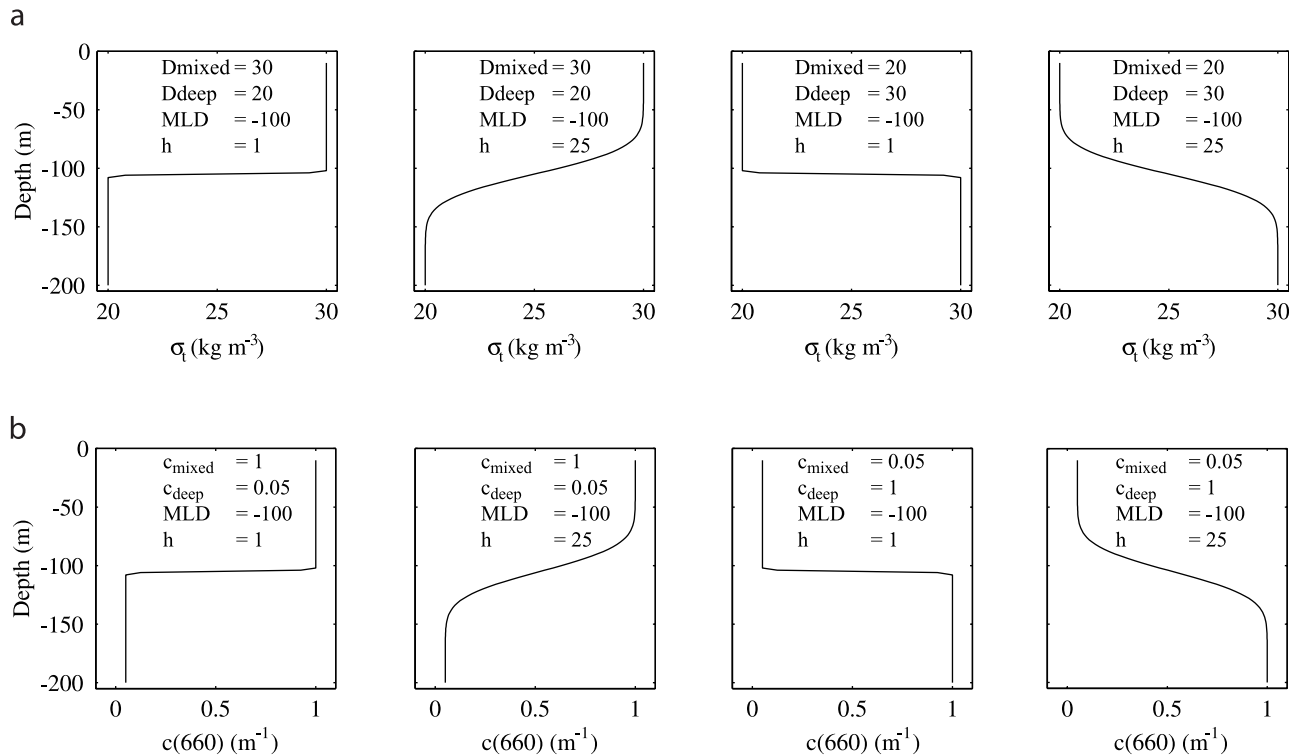 a
0
-50
-100
-150
-200
Depth (m)
Dmixed = 30
Ddeep = 20
MLD = -100
h = 1
20 30
σt (kg m-3)
Dmixed = 30
Ddeep = 20
MLD = -100
h = 25
20 30
σt (kg m-3)
Dmixed = 20
Ddeep = 30
MLD = -100
h = 1
20 30
σt (kg m-3)
Dmixed = 20
Ddeep = 30
MLD = -100
h = 25
20 30
σt (kg m-3)
b
0
-50
-100
-150
-200
Depth (m)
cmixed = 1
cdeep = 0.05
MLD = -100
h = 1
0 0.5 1
c(660) (m-1)
cmixed = 1
cdeep = 0.05
MLD = -100
h = 25
0 0.5 1
c(660) (m-1)
cmixed = 0.05
cdeep = 1
MLD = -100
h = 1
0 0.5 1
c(660) (m-1)
cmixed = 0.05
cdeep = 1
MLD = -100
h = 25
0 0.5 1
c(660) (m-1)